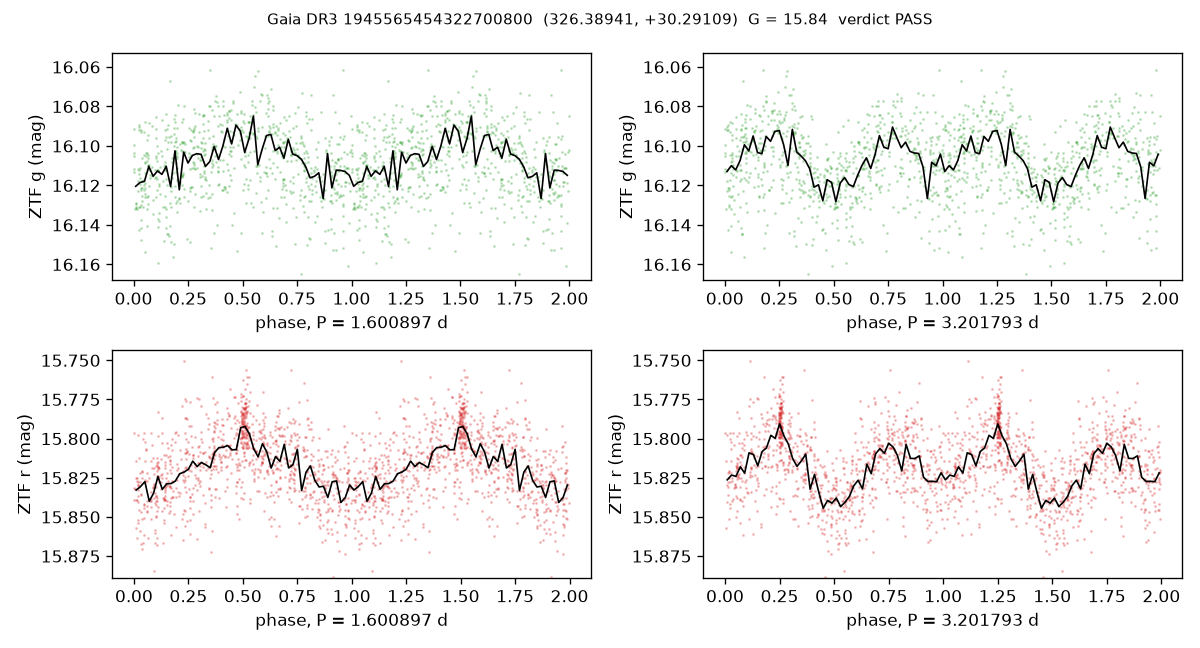 Gaia DR3 1945565454322700800 (326.38941, +30.29109) G = 15.84 verdict PASS
ZTF g (mag)
16.06
16.08
16.10
16.12
16.14
16.16
0.00 0.25 0.50 0.75 1.00 1.25 1.50 1.75 2.00
phase, P = 1.600897 d
ZTF g (mag)
16.06
16.08
16.10
16.12
16.14
16.16
0.00 0.25 0.50 0.75 1.00 1.25 1.50 1.75 2.00
phase, P = 3.201793 d
ZTF r (mag)
15.750
15.775
15.800
15.825
15.850
15.875
0.00 0.25 0.50 0.75 1.00 1.25 1.50 1.75 2.00
phase, P = 1.600897 d
ZTF r (mag)
15.750
15.775
15.800
15.825
15.850
15.875
0.00 0.25 0.50 0.75 1.00 1.25 1.50 1.75 2.00
phase, P = 3.201793 d